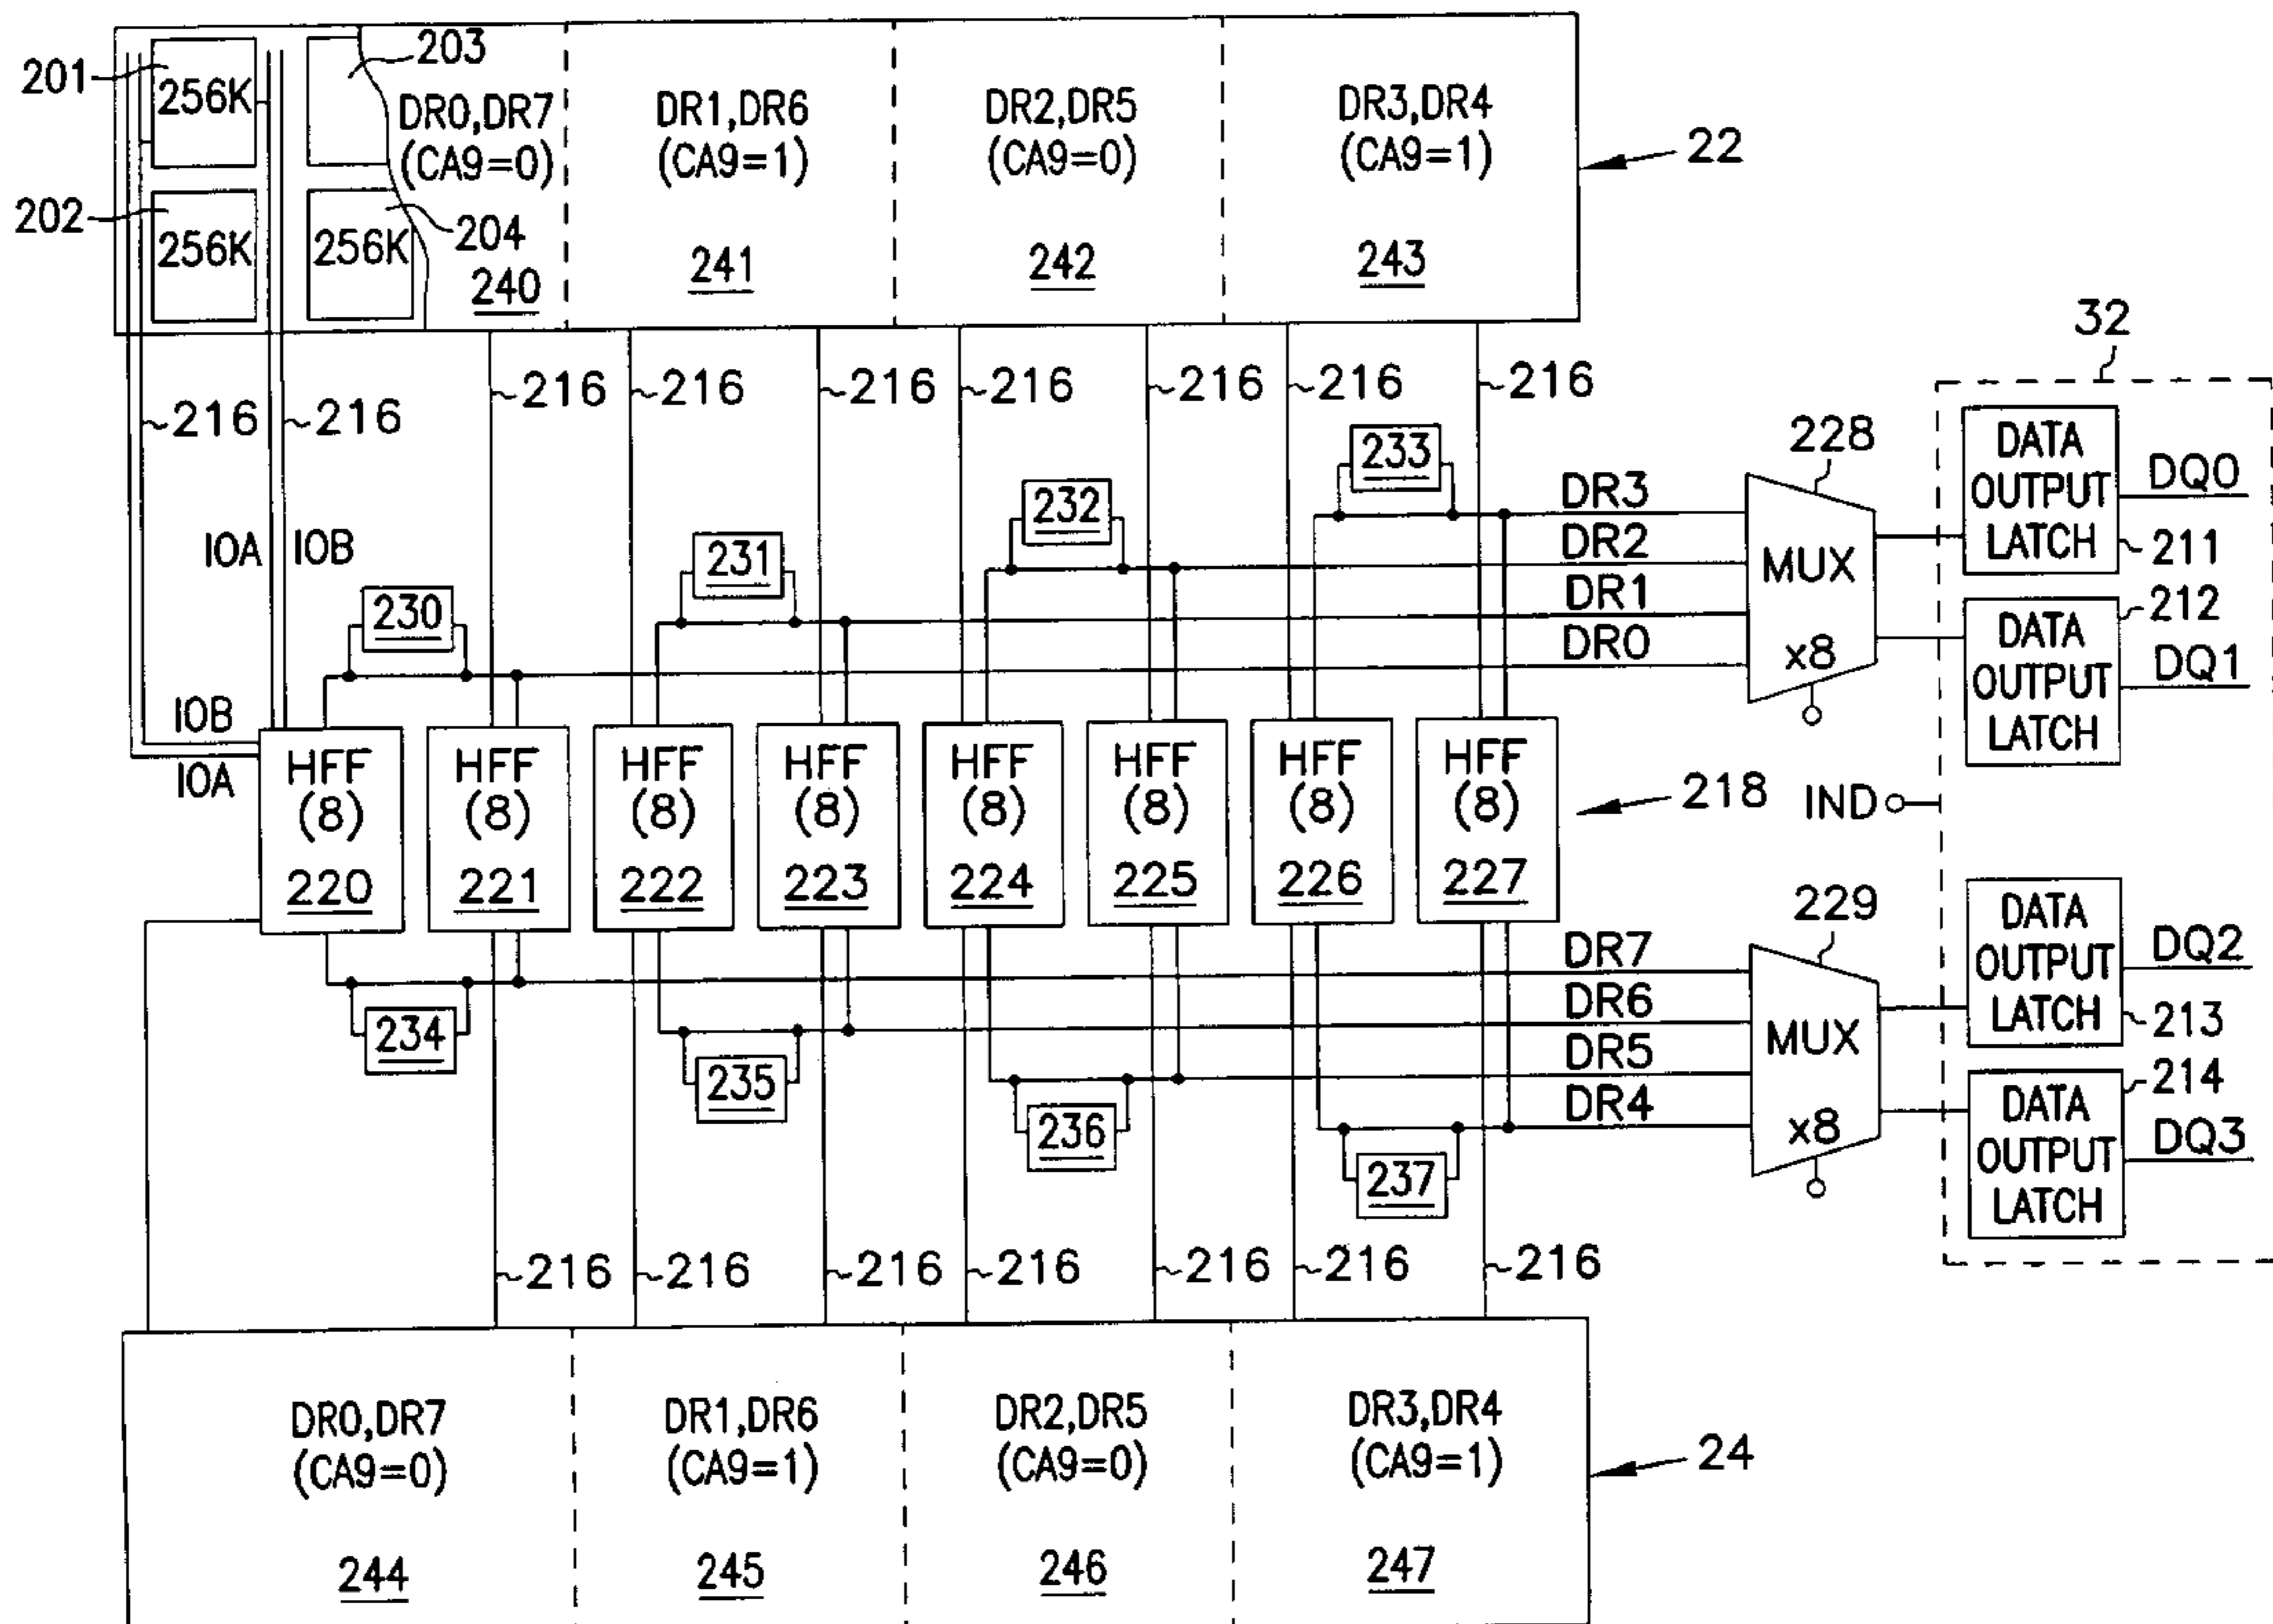 201
256K
203
DR0,DR7
(CA9=0)
DR1,DR6
(CA9=1)
DR2,DR5
(CA9=0)
DR3,DR4
(CA9=1)
22
202
256K
256K
204
240
241
242
243
216
216
216
216
216
216
216
216
216
32
IOA
IOB
230
231
232
233
DR3
DR2
DR1
DR0
228
MUX
x8
DATA
OUTPUT
LATCH
DQ0
211
212
DATA
OUTPUT
LATCH
DQ1
IOB
IOA
HFF
(8)
220
HFF
(8)
221
HFF
(8)
222
HFF
(8)
223
HFF
(8)
224
HFF
(8)
225
HFF
(8)
226
HFF
(8)
227
218
IND
234
235
236
237
DR7
DR6
DR5
DR4
229
MUX
x8
DATA
OUTPUT
LATCH
DQ2
213
214
DATA
OUTPUT
LATCH
DQ3
216
216
216
216
216
216
216
DR0,DR7
(CA9=0)
244
DR1,DR6
(CA9=1)
245
DR2,DR5
(CA9=0)
246
DR3,DR4
(CA9=1)
247
24